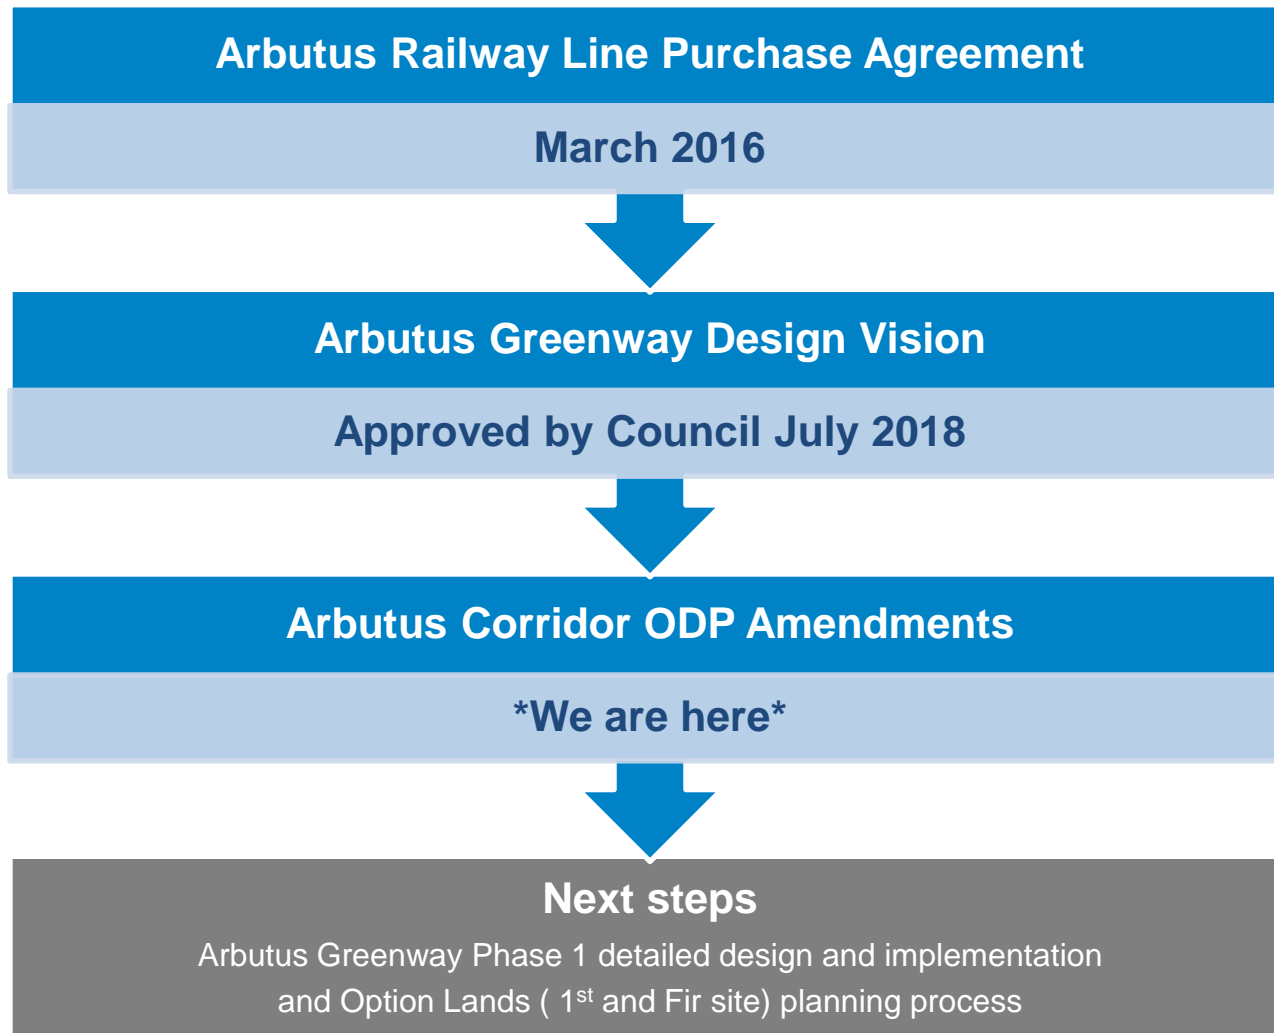 Arbutus Railway Line Purchase Agreement
March 2016
Arbutus Greenway Design Vision
Approved by Council July 2018
Arbutus Corridor ODP Amendments
*We are here*
Next steps
Arbutus Greenway Phase 1 detailed design and implementation
and Option Lands ( 1st and Fir site) planning process